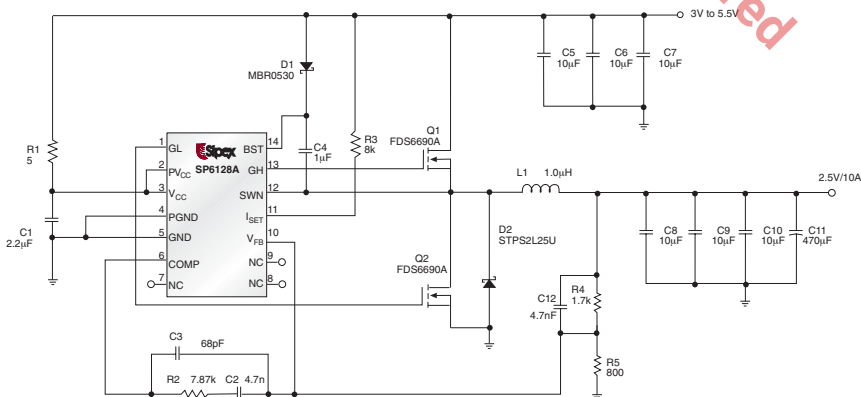 ed
3V to 5.5V
C5
10µF
C6
10µF
C7
10µF
D1
MBR0530
R1
5
C4
1µF
R3
8k
Q1
FDS6690A
Sipex
SP6128A
1 GL
2 PVCC
3 VCC
4 PGND
5 GND
6 COMP
7 NC
BST 14
GH 13
SWN 12
ISET 11
VFB 10
NC 9
NC 8
C1
2.2µF
L1 1.0µH
2.5V/10A
D2
STPS2L25U
Q2
FDS6690A
C8
10µF
C9
10µF
C10
10µF
C11
470µF
C12
4.7nF
R4
1.7k
R5
800
C3
68pF
R2 7.87k C2 4.7n